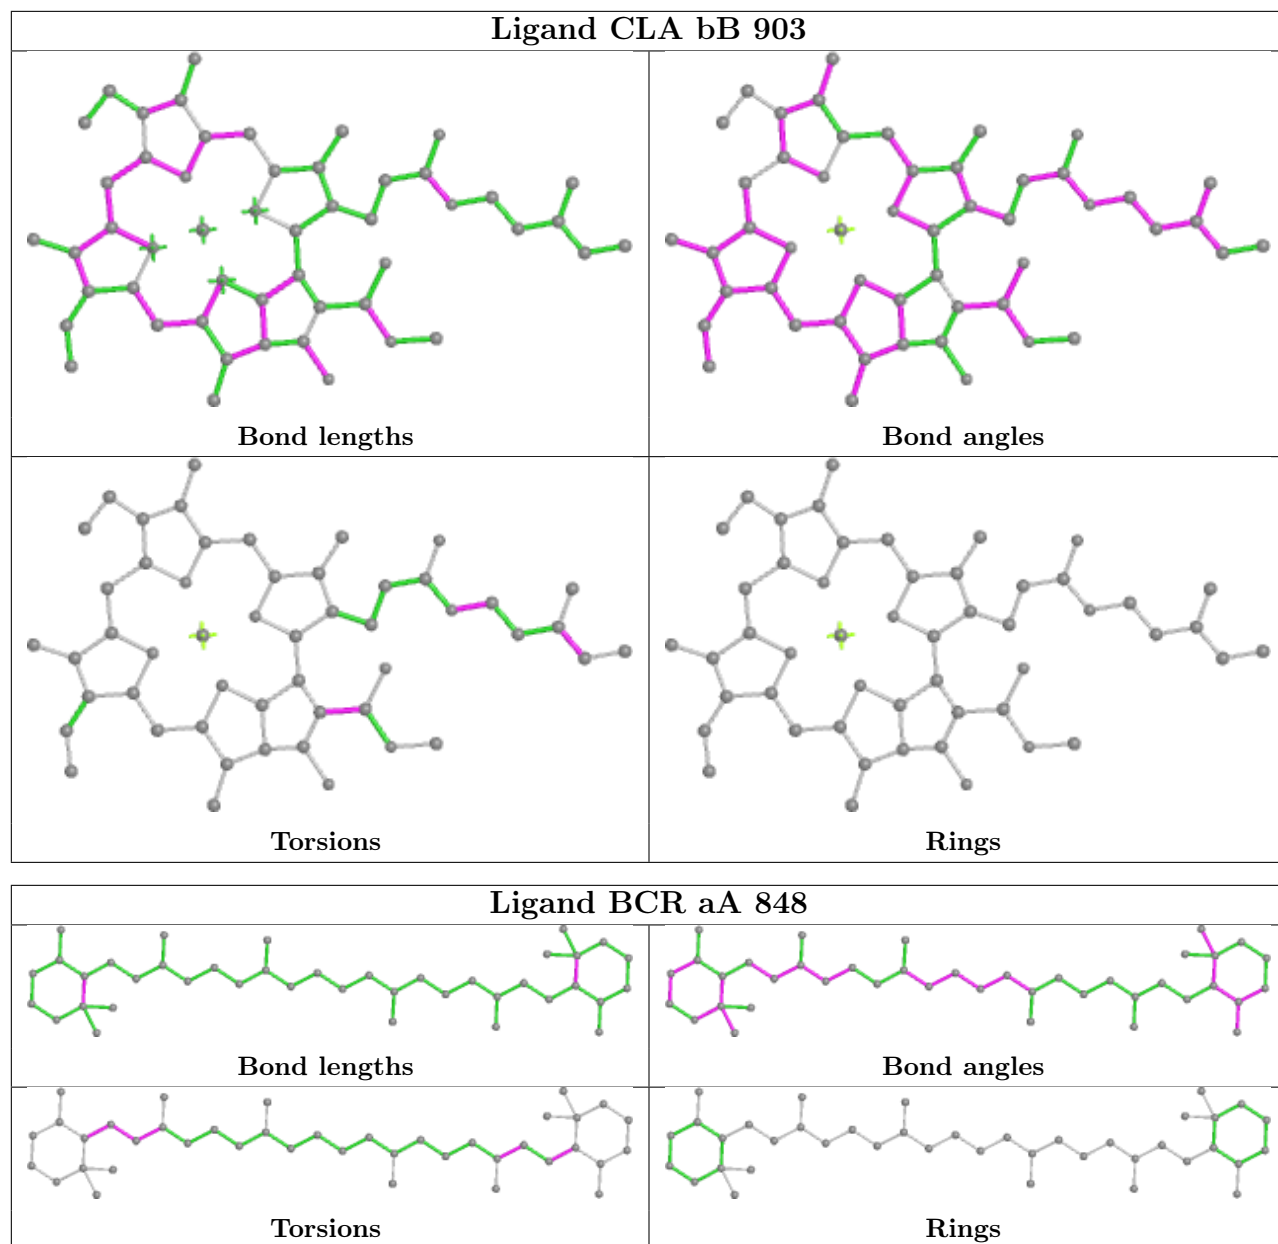 Ligand CLA bB 903
Bond lengths
Bond angles
Torsions
Rings
Ligand BCR aA 848
Bond lengths
Bond angles
Torsions
Rings